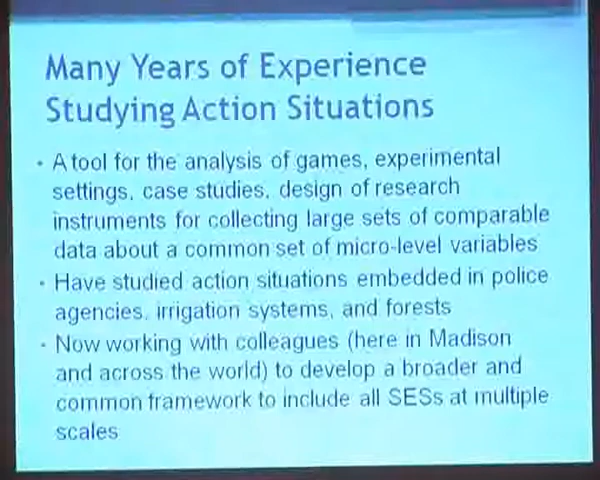 Many Years of Experience
Studying Action Situations
• A tool for the analysis of games, experimental
settings, case studies, design of research
instruments for collecting large sets of comparable
data about a common set of micro-level variables
• Have studied action situations embedded in police
agencies, irrigation systems, and forests
• Now working with colleagues (here in Madison
and across the world) to develop a broader and
common framework to include all SESs at multiple
scales